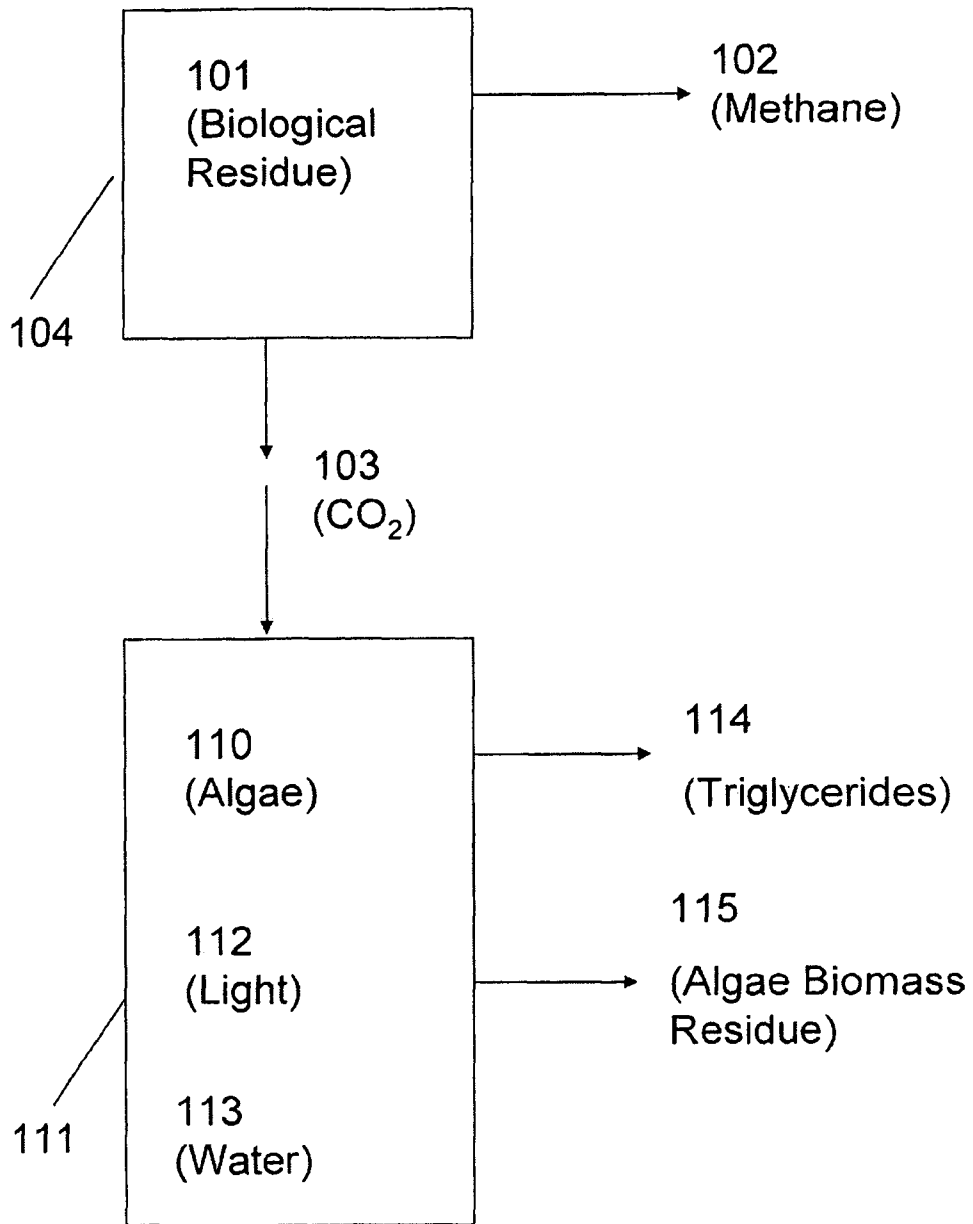 101
(Biological
Residue)
102
(Methane)
104
103
(CO₂)
110
(Algae)
114
(Triglycerides)
112
(Light)
115
(Algae Biomass
Residue)
111
113
(Water)